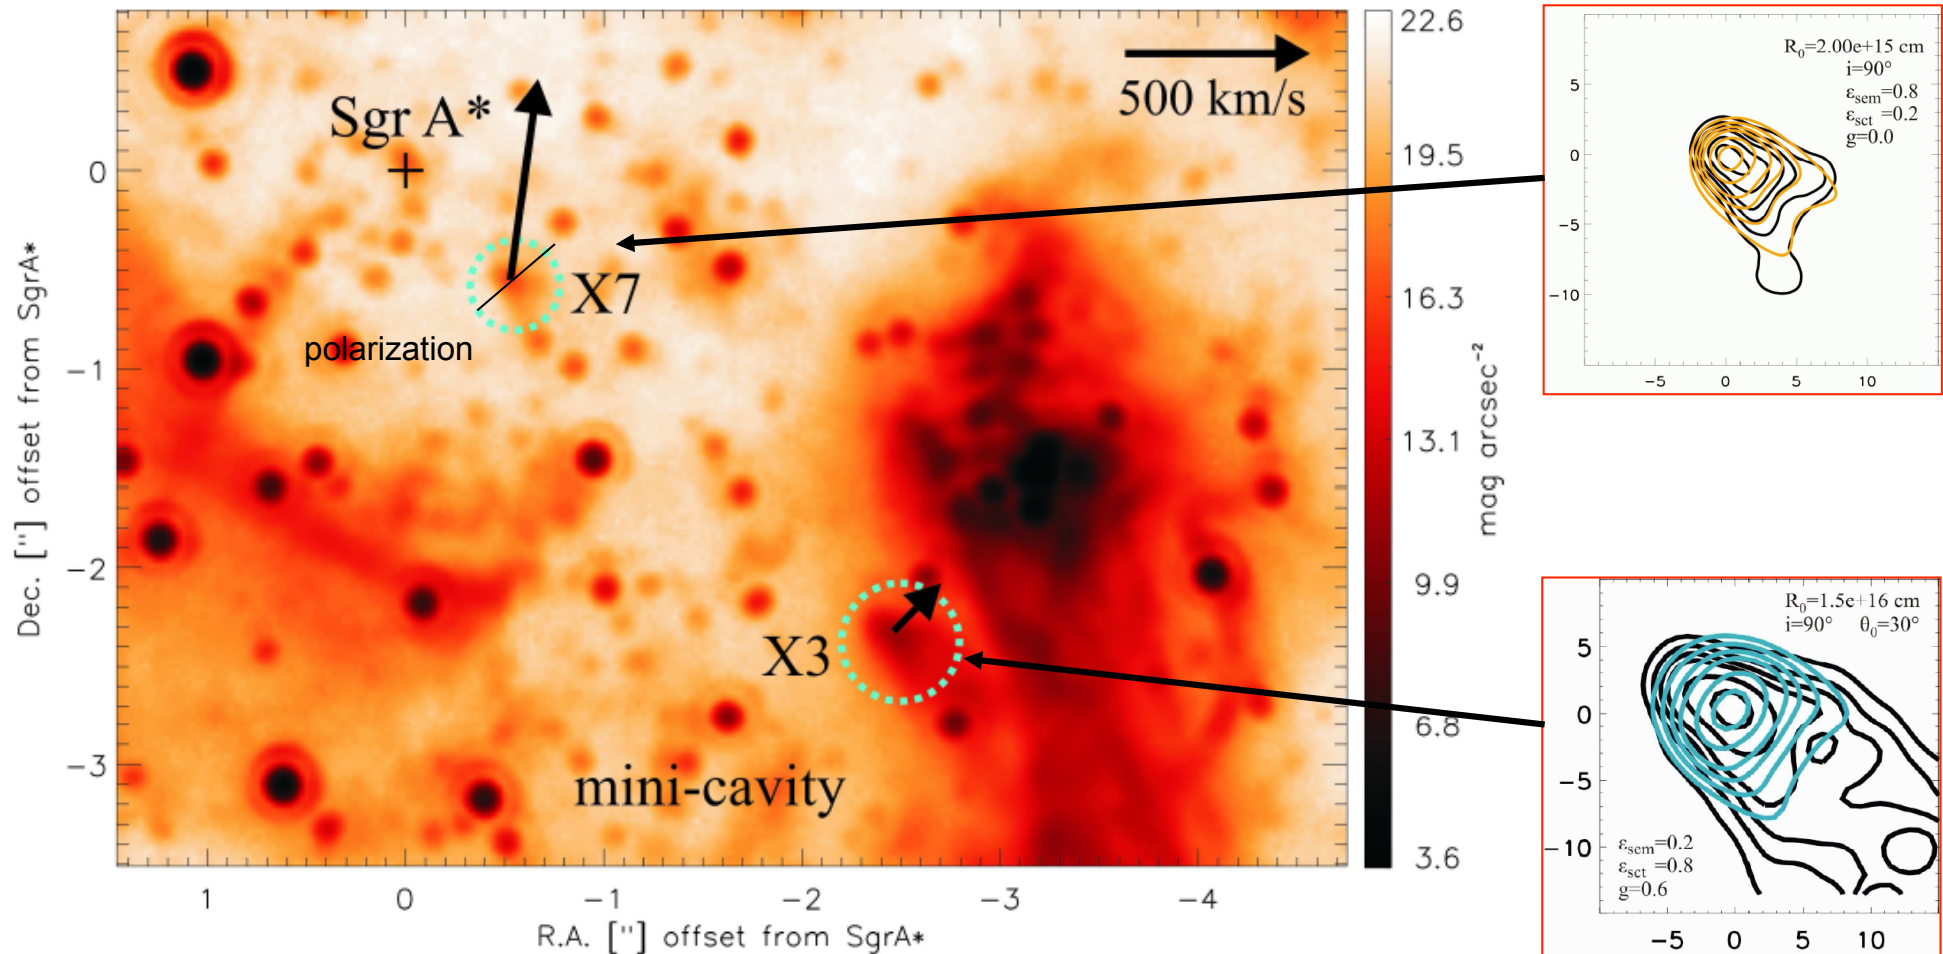 Sgr A*
500 km/s
X7
polarization
X3
mini-cavity
0
−1
−2
−3
Dec. ["] offset from SgrA*
1
0
−1
−2
−3
−4
R.A. ["] offset from SgrA*
22.6
19.5
16.3
13.1
9.9
6.8
3.6
mag arcsec⁻²
R₀=2.00e+15 cm
i=90°
εsem=0.8
εsct =0.2
g=0.0
5
0
−5
−10
−5
0
5
10
R₀=1.5e+16 cm
i=90° θ₀=30°
5
0
−5
−10
εsem=0.2
εsct =0.8
g=0.6
−5
0
5
10